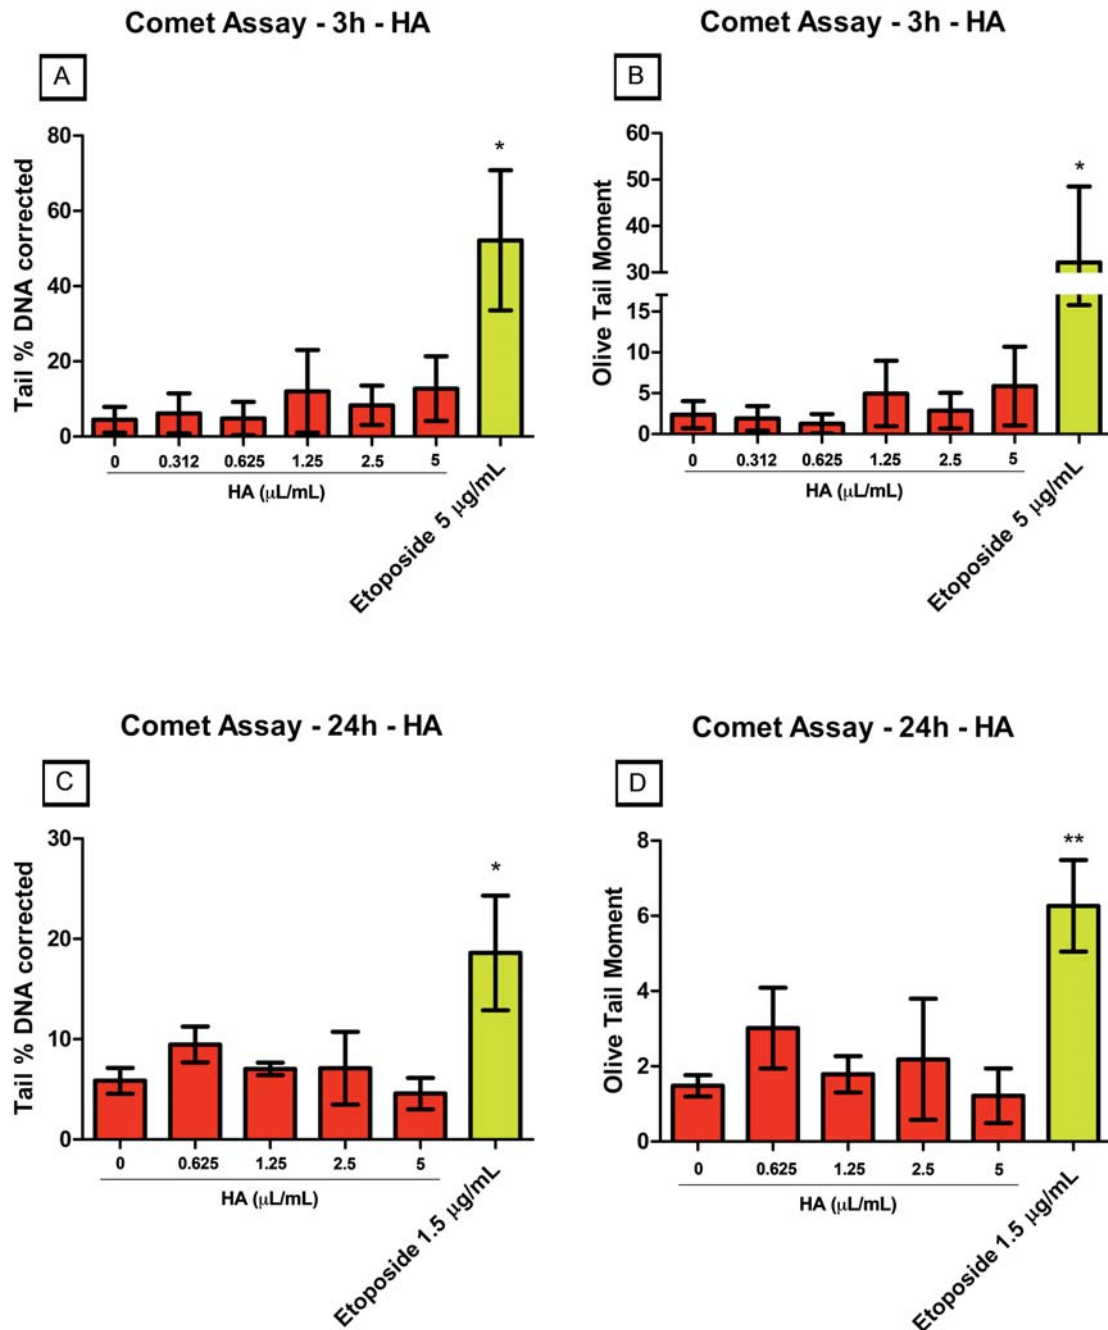 Comet Assay - 3h - HA
A
Tail % DNA corrected
80
60
40
20
0
*
0 0.312 0.625 1.25 2.5 5
HA (μL/mL)
Etoposide 5 μg/mL
Comet Assay - 3h - HA
B
Olive Tail Moment
60
50
40
30
15
10
5
0
*
0 0.312 0.625 1.25 2.5 5
HA (μL/mL)
Etoposide 5 μg/mL
Comet Assay - 24h - HA
C
Tail % DNA corrected
30
20
10
0
*
0 0.625 1.25 2.5 5
HA (μL/mL)
Etoposide 1.5 μg/mL
Comet Assay - 24h - HA
D
Olive Tail Moment
8
6
4
2
0
**
0 0.625 1.25 2.5 5
HA (μL/mL)
Etoposide 1.5 μg/mL